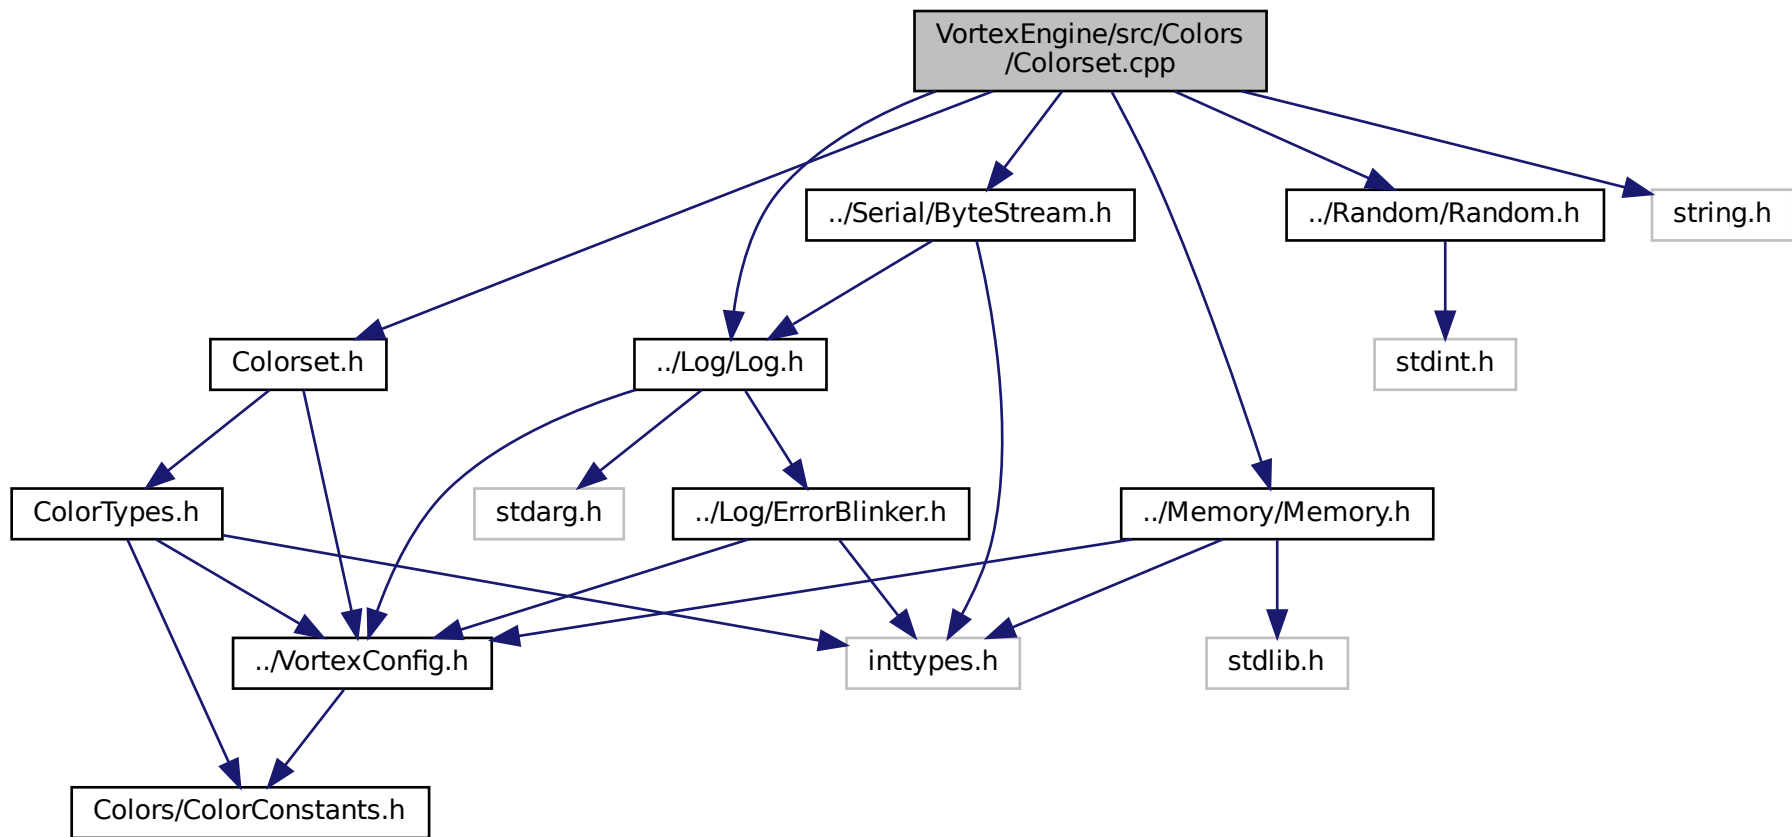 VortexEngine/src/Colors
/Colorset.cpp
../Serial/ByteStream.h
../Random/Random.h
string.h
Colorset.h
../Log/Log.h
stdint.h
ColorTypes.h
stdarg.h
../Log/ErrorBlinker.h
../Memory/Memory.h
../VortexConfig.h
inttypes.h
stdlib.h
Colors/ColorConstants.h